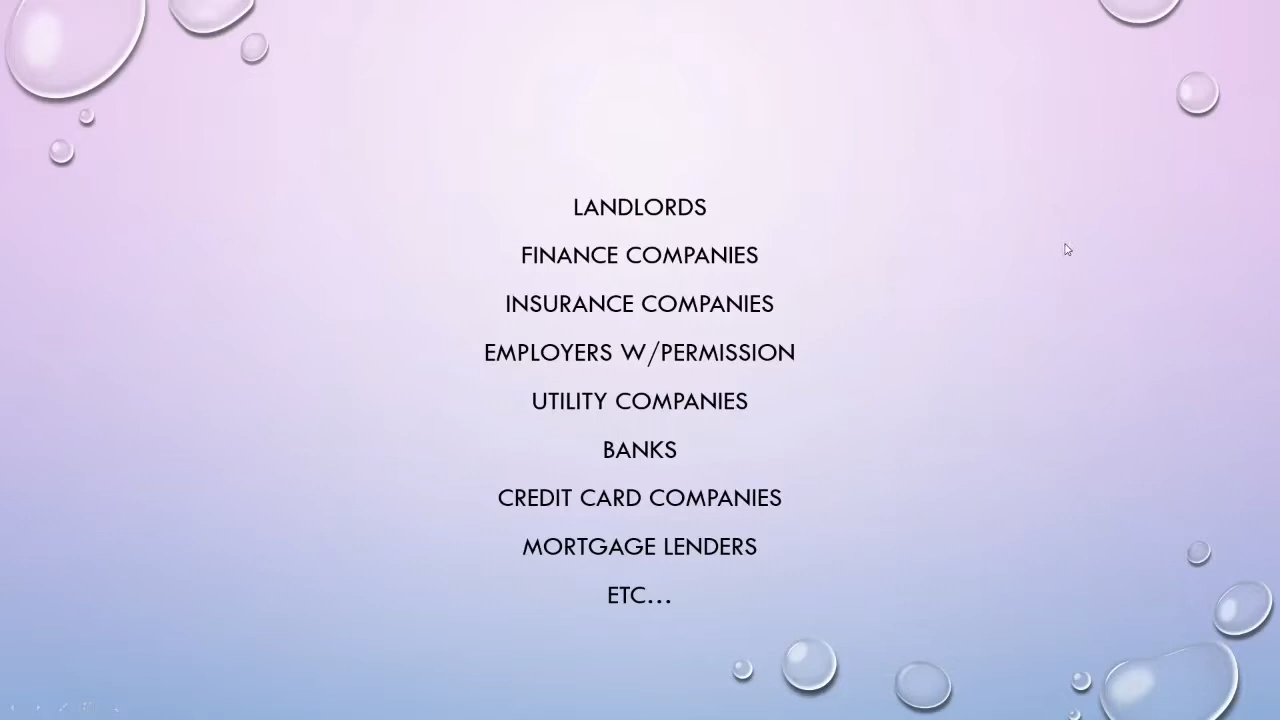 LANDLORDS
FINANCE COMPANIES
INSURANCE COMPANIES
EMPLOYERS W/PERMISSION
UTILITY COMPANIES
BANKS
CREDIT CARD COMPANIES
MORTGAGE LENDERS
ETC...